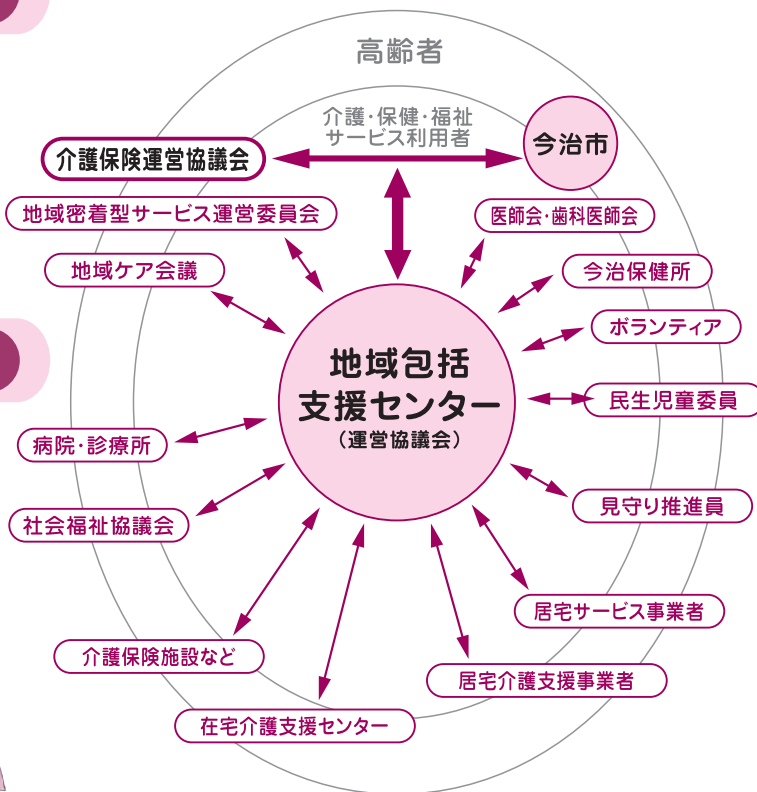 高齢者
介護・保健・福祉
サービス利用者
介護保険運営協議会
今治市
地域密着型サービス運営委員会
医師会・歯科医師会
地域ケア会議
今治保健所
ボランティア
地域包括
支援センター
（運営協議会）
民生児童委員
病院・診療所
見守り推進員
社会福祉協議会
居宅サービス事業者
介護保険施設など
居宅介護支援事業者
在宅介護支援センター